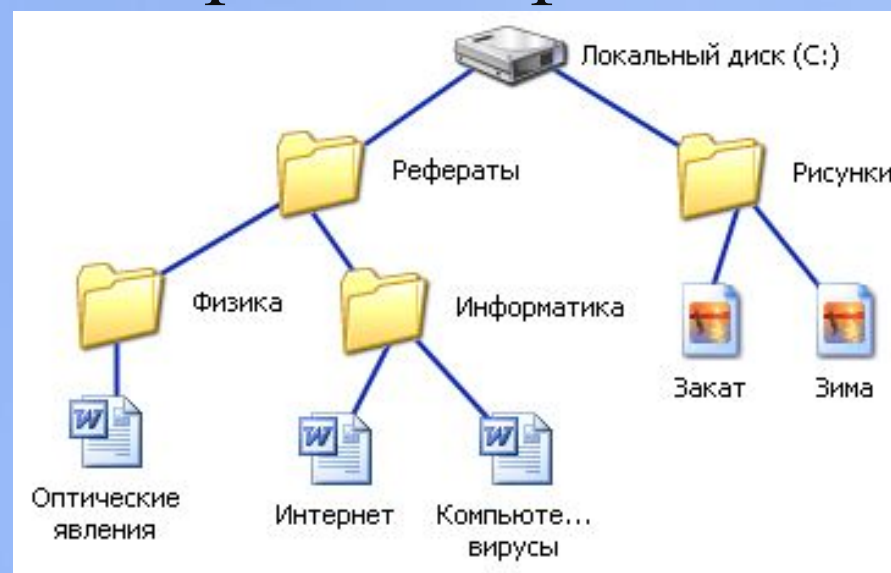 Локальный диск (C:)
Рефераты
Рисунки
Физика
Информатика
Закат
Зима
Оптические
явления
Интернет
Компьюте...
вирусы